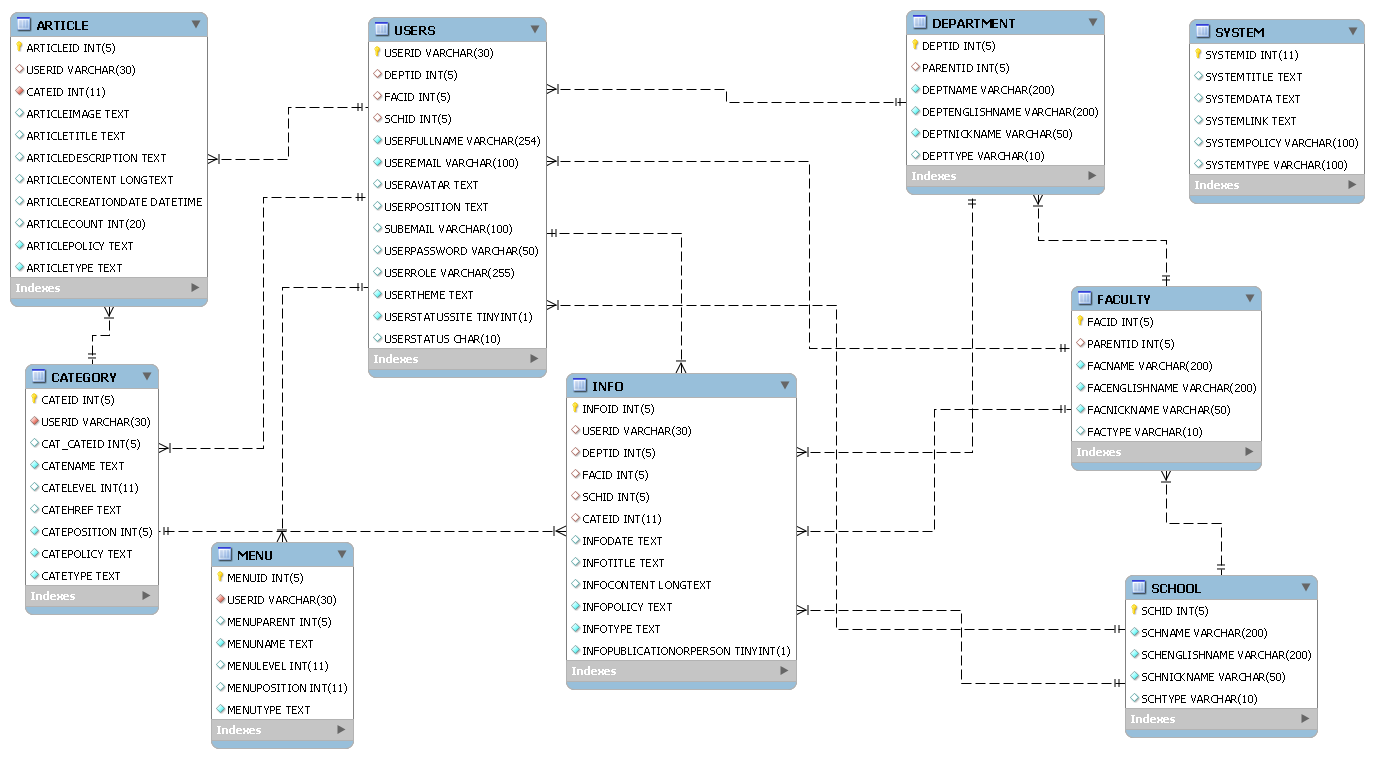 ARTICLE
ARTICLEID INT(5)
USERID VARCHAR(30)
CATEID INT(11)
ARTICLEIMAGE TEXT
ARTICLETITLE TEXT
ARTICLEDESCRIPTION TEXT
ARTICLECONTENT LONGTEXT
ARTICLECREATIONDATE DATETIME
ARTICLECOUNT INT(20)
ARTICLEPOLICY TEXT
ARTICLETYPE TEXT
Indexes
USERS
USERID VARCHAR(30)
DEPTID INT(5)
FACID INT(5)
SCHID INT(5)
USERFULLNAME VARCHAR(254)
USEREMAIL VARCHAR(100)
USERAVATAR TEXT
USERPOSITION TEXT
SUBEMAIL VARCHAR(100)
USERPASSWORD VARCHAR(50)
USERROLE VARCHAR(255)
USERTHEME TEXT
USERSTATUSSITE TINYINT(1)
USERSTATUS CHAR(10)
Indexes
DEPARTMENT
DEPTID INT(5)
PARENTID INT(5)
DEPTNAME VARCHAR(200)
DEPTENGLISHNAME VARCHAR(200)
DEPTNICKNAME VARCHAR(50)
DEPTTYPE VARCHAR(10)
Indexes
SYSTEM
SYSTEMID INT(11)
SYSTEMTITLE TEXT
SYSTEMDATA TEXT
SYSTEMLINK TEXT
SYSTEMPOLICY VARCHAR(100)
SYSTEMTYPE VARCHAR(100)
Indexes
CATEGORY
CATEID INT(5)
USERID VARCHAR(30)
CAT_CATEID INT(5)
CATENAME TEXT
CATELEVEL INT(11)
CATEHREF TEXT
CATEPOSITION INT(5)
CATEPOLICY TEXT
CATETYPE TEXT
Indexes
MENU
MENUID INT(5)
USERID VARCHAR(30)
MENUPARENT INT(5)
MENUNAME TEXT
MENULEVEL INT(11)
MENUPOSITION INT(11)
MENUTYPE TEXT
Indexes
INFO
INFOID INT(5)
USERID VARCHAR(30)
DEPTID INT(5)
FACID INT(5)
SCHID INT(5)
CATEID INT(11)
INFODATE TEXT
INFOTITLE TEXT
INFOCONTENT LONGTEXT
INFOPOLICY TEXT
INFOTYPE TEXT
INFOPUBLICATIONORPERSON TINYINT(1)
Indexes
FACULTY
FACID INT(5)
PARENTID INT(5)
FACNAME VARCHAR(200)
FACENGLISHNAME VARCHAR(200)
FACNICKNAME VARCHAR(50)
FACTYPE VARCHAR(10)
Indexes
SCHOOL
SCHID INT(5)
SCHNAME VARCHAR(200)
SCHENGLISHNAME VARCHAR(200)
SCHNICKNAME VARCHAR(50)
SCHTYPE VARCHAR(10)
Indexes